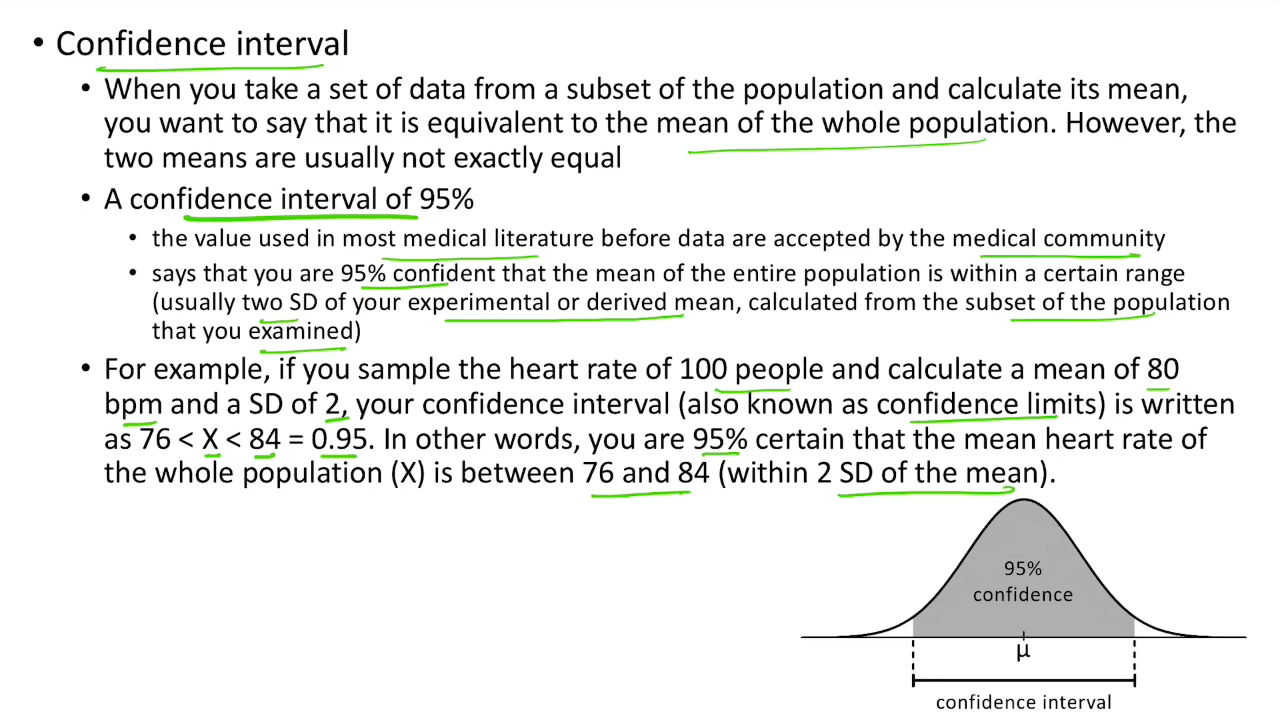 • Confidence interval
• When you take a set of data from a subset of the population and calculate its mean,
you want to say that it is equivalent to the mean of the whole population. However, the
two means are usually not exactly equal
• A confidence interval of 95%
• the value used in most medical literature before data are accepted by the medical community
• says that you are 95% confident that the mean of the entire population is within a certain range
(usually two SD of your experimental or derived mean, calculated from the subset of the population
that you examined)
• For example, if you sample the heart rate of 100 people and calculate a mean of 80
bpm and a SD of 2, your confidence interval (also known as confidence limits) is written
as 76 < X < 84 = 0.95. In other words, you are 95% certain that the mean heart rate of
the whole population (X) is between 76 and 84 (within 2 SD of the mean).
95%
confidence
μ
confidence interval